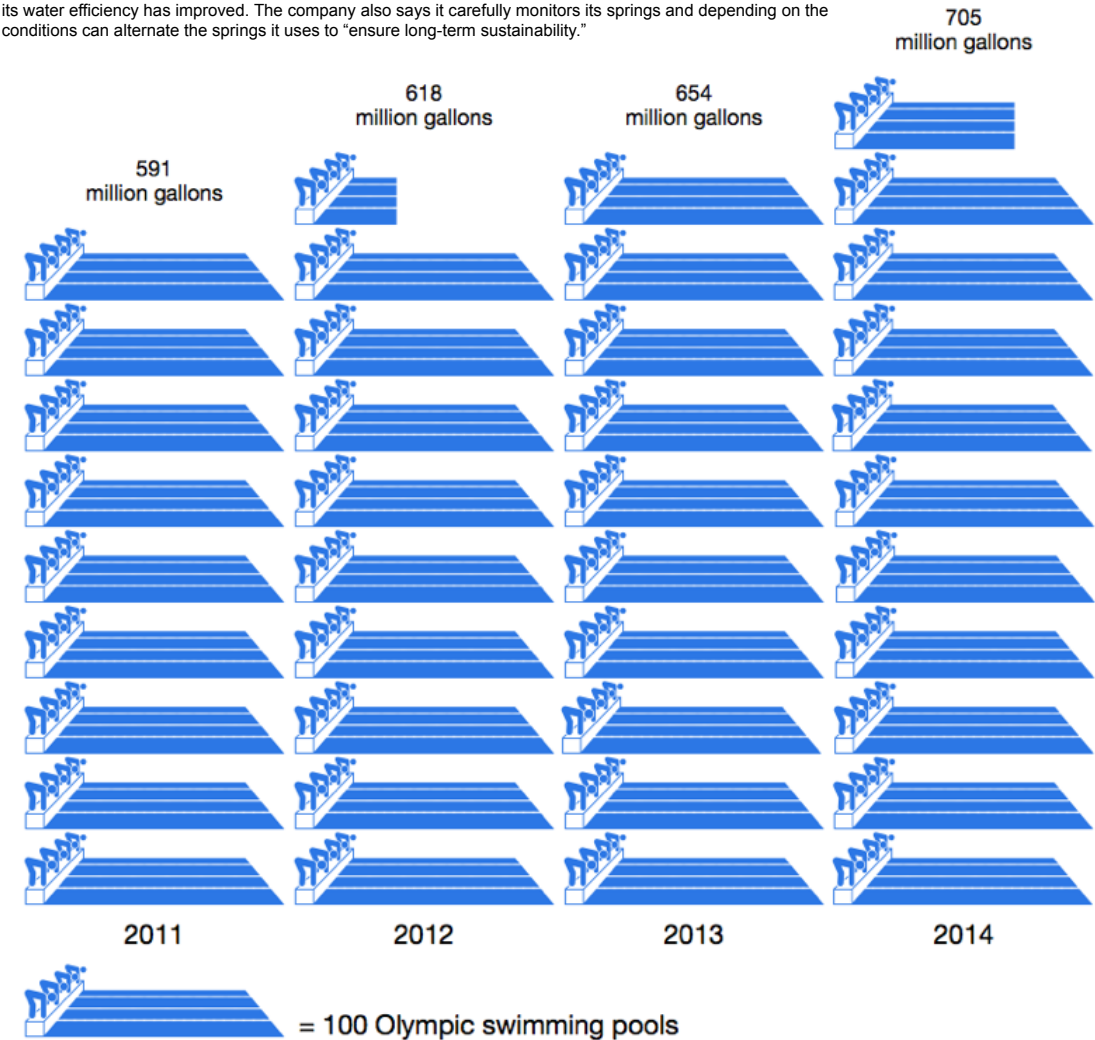 its water efficiency has improved. The company also says it carefully monitors its springs and depending on the
conditions can alternate the springs it uses to “ensure long-term sustainability.”
705
million gallons
618
million gallons
654
million gallons
591
million gallons
2011
2012
2013
2014
= 100 Olympic swimming pools